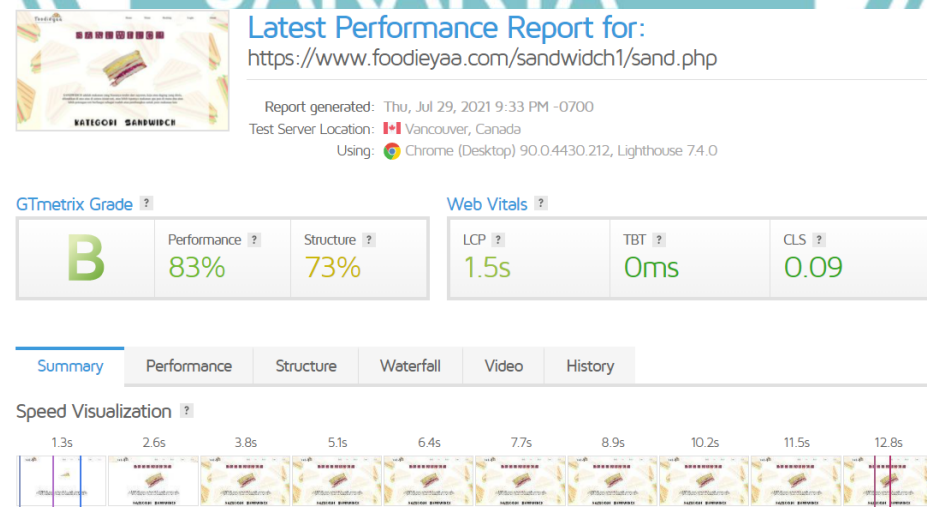 Latest Performance Report for:
https://www.foodieyaa.com/sandwidch1/sand.php
Report generated: Thu, Jul 29, 2021 9:33 PM -0700
Test Server Location: Vancouver, Canada
Using: Chrome (Desktop) 90.0.4430.212, Lighthouse 7.4.0
Foodieyaa
KATEGORI SANDWIDCH
GTmetrix Grade ? Web Vitals ?
B Performance ? Structure ? LCP ? TBT ? CLS ?
83% 73% 1.5s 0ms 0.09
Summary Performance Structure Waterfall Video History
Speed Visualization ?
1.3s 2.6s 3.8s 5.1s 6.4s 7.7s 8.9s 10.2s 11.5s 12.8s